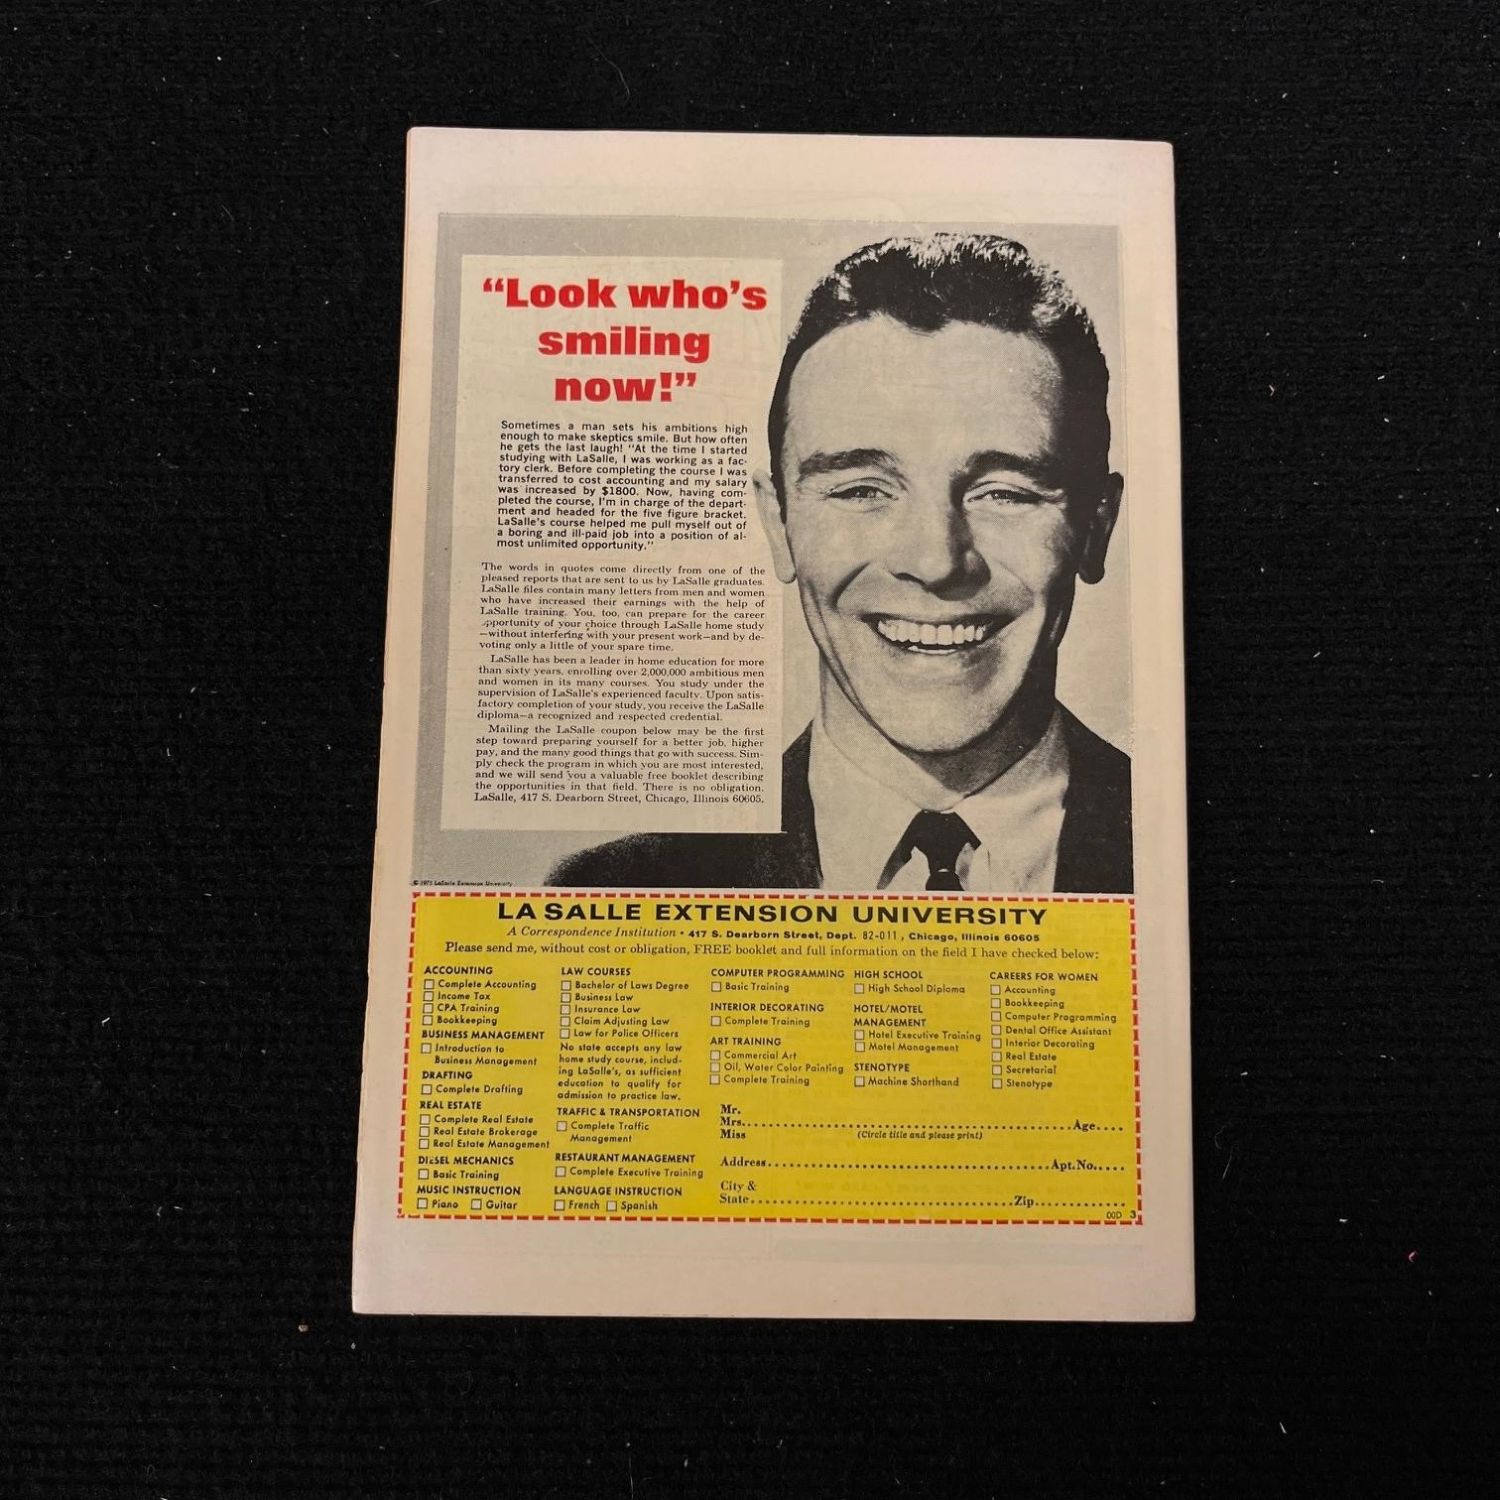 “Look who’s
smiling
now!”
Sometimes a man sets his ambitions high
enough to make skeptics smile. But how often
he gets the last laugh! “At the time I started
studying with LaSalle, I was working as a fac-
tory clerk. Before completing the course I was
transferred to cost accounting and my salary
was increased by $1800. Now, having com-
pleted the course, I’m in charge of the depart-
ment and headed for the five figure bracket.
LaSalle’s course helped me pull myself out of
a boring and ill-paid job into a position of al-
most unlimited opportunity.”
The words in quotes come directly from one of the
pleased reports that are sent to us by LaSalle graduates.
LaSalle files contain many letters from men and women
who have increased their earnings with the help of
LaSalle training. You, too, can prepare for the career
opportunity of your choice through LaSalle home study
—without interfering with your present work—and by de-
voting only a little of your spare time.
LaSalle has been a leader in home education for more
than sixty years, enrolling over 2,000,000 ambitious men
and women in its many courses. You study under the
supervision of LaSalle’s experienced faculty. Upon satis-
factory completion of your study, you receive the LaSalle
diploma—a recognized and respected credential.
Mailing the LaSalle coupon below may be the first
step toward preparing yourself for a better job, higher
pay, and the many good things that go with success. Sim-
ply check the program in which you are most interested,
and we will send you a valuable free booklet describing
the opportunities in that field. There is no obligation.
LaSalle, 417 S. Dearborn Street, Chicago, Illinois 60605.
© LaSalle Extension University
LA SALLE EXTENSION UNIVERSITY
A Correspondence Institution • 417 S. Dearborn Street, Dept. 82-011, Chicago, Illinois 60605
Please send me, without cost or obligation, FREE booklet and full information on the field I have checked below:
ACCOUNTING
Complete Accounting
Income Tax
CPA Training
Bookkeeping
BUSINESS MANAGEMENT
Introduction to
Business Management
DRAFTING
Complete Drafting
REAL ESTATE
Complete Real Estate
Real Estate Brokerage
Real Estate Management
DIESEL MECHANICS
Basic Training
MUSIC INSTRUCTION
Piano Guitar
LAW COURSES
Bachelor of Laws Degree
Business Law
Insurance Law
Claim Adjusting Law
Law for Police Officers
No state accepts any law
home study course, includ-
ing LaSalle’s, as sufficient
education to qualify for
admission to practice law.
TRAFFIC & TRANSPORTATION
Complete Traffic
Management
RESTAURANT MANAGEMENT
Complete Executive Training
LANGUAGE INSTRUCTION
French Spanish
COMPUTER PROGRAMMING
Basic Training
INTERIOR DECORATING
Complete Training
ART TRAINING
Commercial Art
Oil, Water Color Painting
Complete Training
HIGH SCHOOL
High School Diploma
HOTEL/MOTEL
MANAGEMENT
Hotel Executive Training
Motel Management
STENOTYPE
Machine Shorthand
CAREERS FOR WOMEN
Accounting
Bookkeeping
Computer Programming
Dental Office Assistant
Interior Decorating
Real Estate
Secretarial
Stenotype
Mr.
Mrs. Age
Miss (Circle title and please print)
Address Apt.No.
City &
State Zip
00D 3